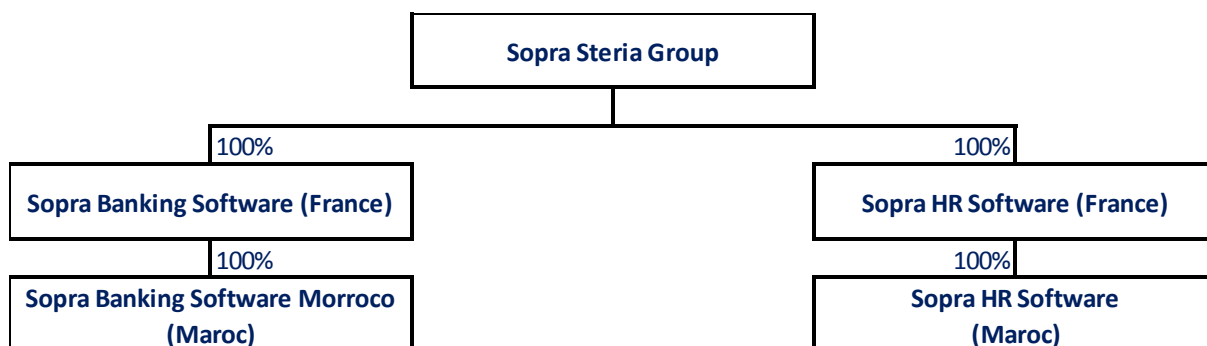 Sopra Steria Group
100%
100%
Sopra Banking Software (France)
Sopra HR Software (France)
100%
100%
Sopra Banking Software Morroco
(Maroc)
Sopra HR Software
(Maroc)